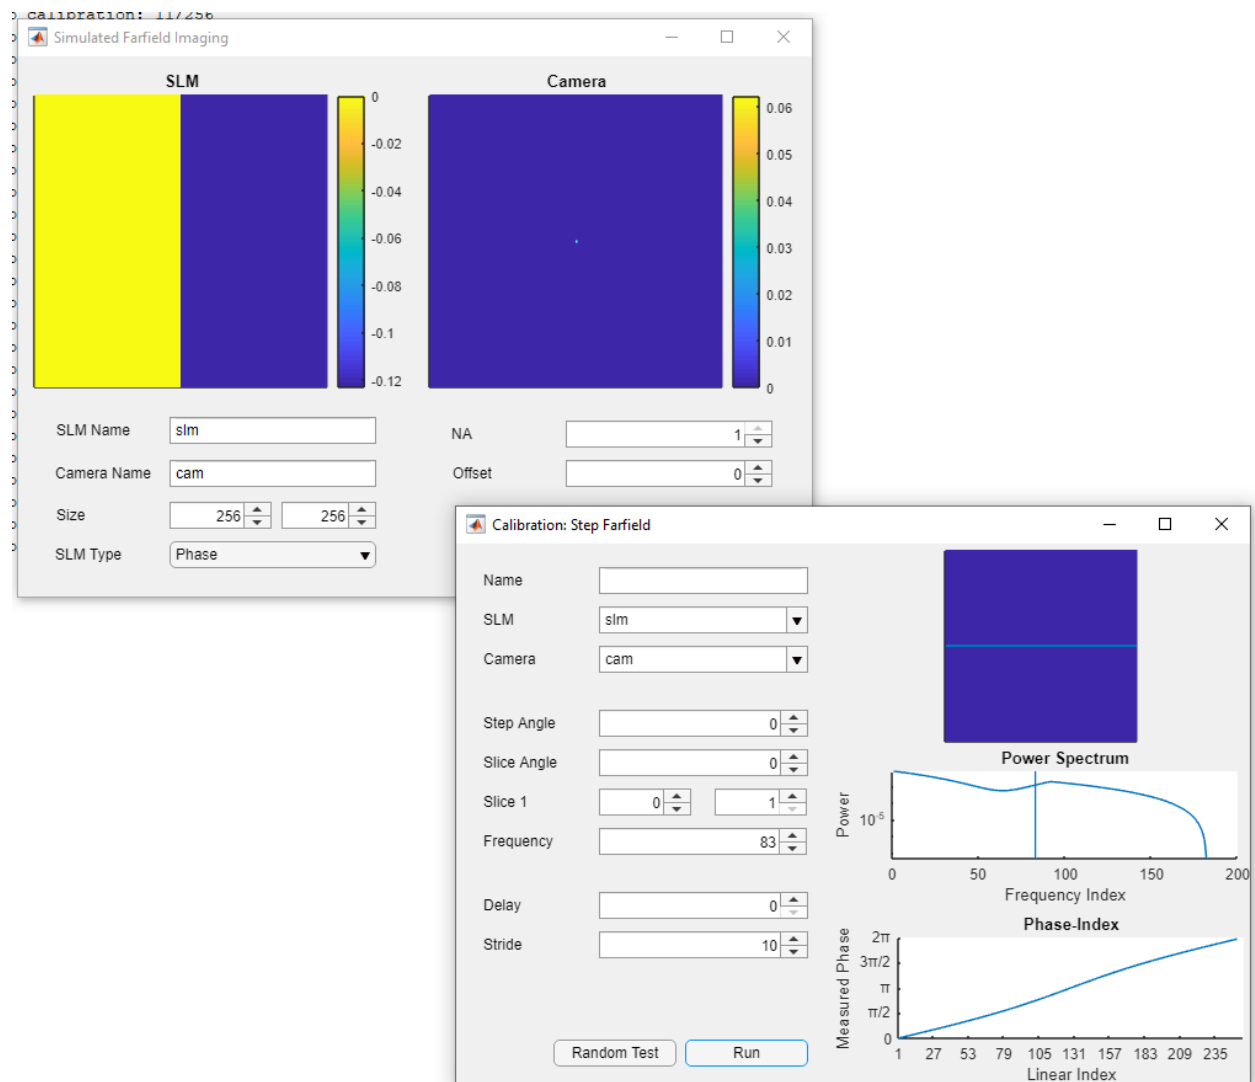 calibration: 11/256
Simulated Farfield Imaging
SLM
Camera
0
-0.02
-0.04
-0.06
-0.08
-0.1
-0.12
0.06
0.05
0.04
0.03
0.02
0.01
0
SLM Name slm
Camera Name cam
Size 256 256
SLM Type Phase
NA 1
Offset 0
Calibration: Step Farfield
Name
SLM slm
Camera cam
Step Angle 0
Slice Angle 0
Slice 1 0 1
Frequency 83
Delay 0
Stride 10
Random Test Run
Power Spectrum
Power
10-5
0 50 100 150 200
Frequency Index
Phase-Index
Measured Phase
2π
3π/2
π
π/2
0
1 27 53 79 105 131 157 183 209 235
Linear Index